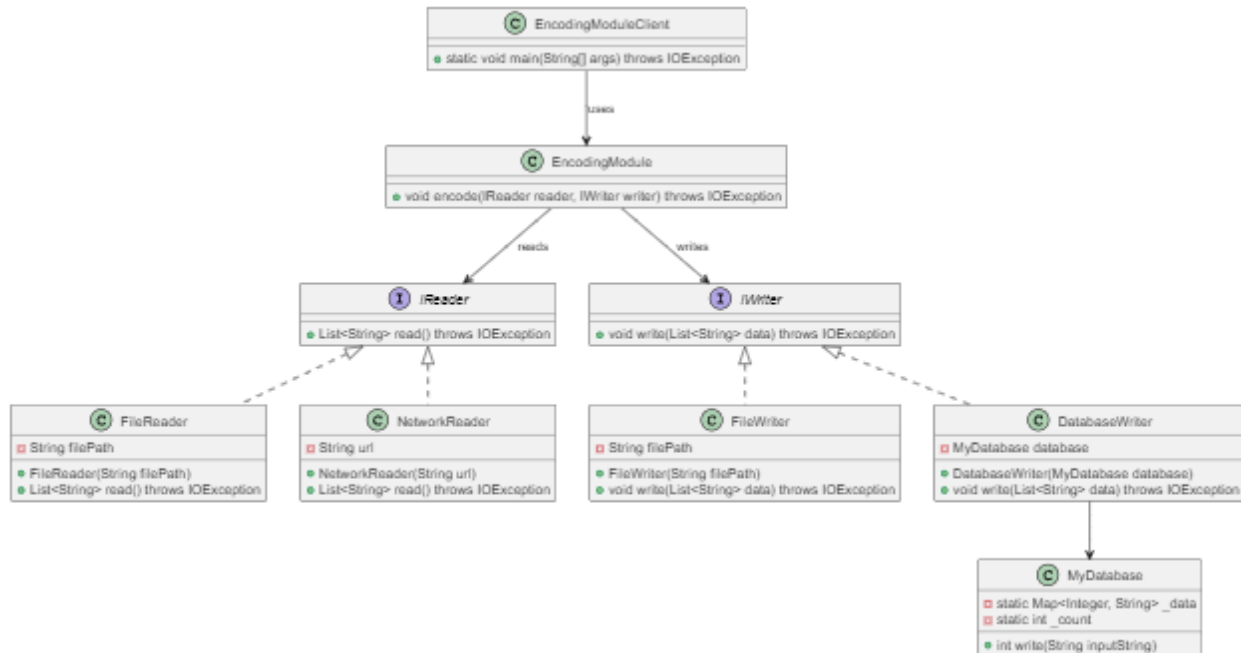 C EncodingModuleClient
static void main(String[] args) throws IOException
uses
C EncodingModule
void encode(IReader reader, IWriter writer) throws IOException
reads
writes
I IReader
List<String> read() throws IOException
I IWriter
void write(List<String> data) throws IOException
C FileReader
String filePath
FileReader(String filePath)
List<String> read() throws IOException
C NetworkReader
String url
NetworkReader(String url)
List<String> read() throws IOException
C FileWriter
String filePath
FileWriter(String filePath)
void write(List<String> data) throws IOException
C DatabaseWriter
MyDatabase database
DatabaseWriter(MyDatabase database)
void write(List<String> data) throws IOException
C MyDatabase
static Map<Integer, String> _data
static int _count
int write(String inputString)